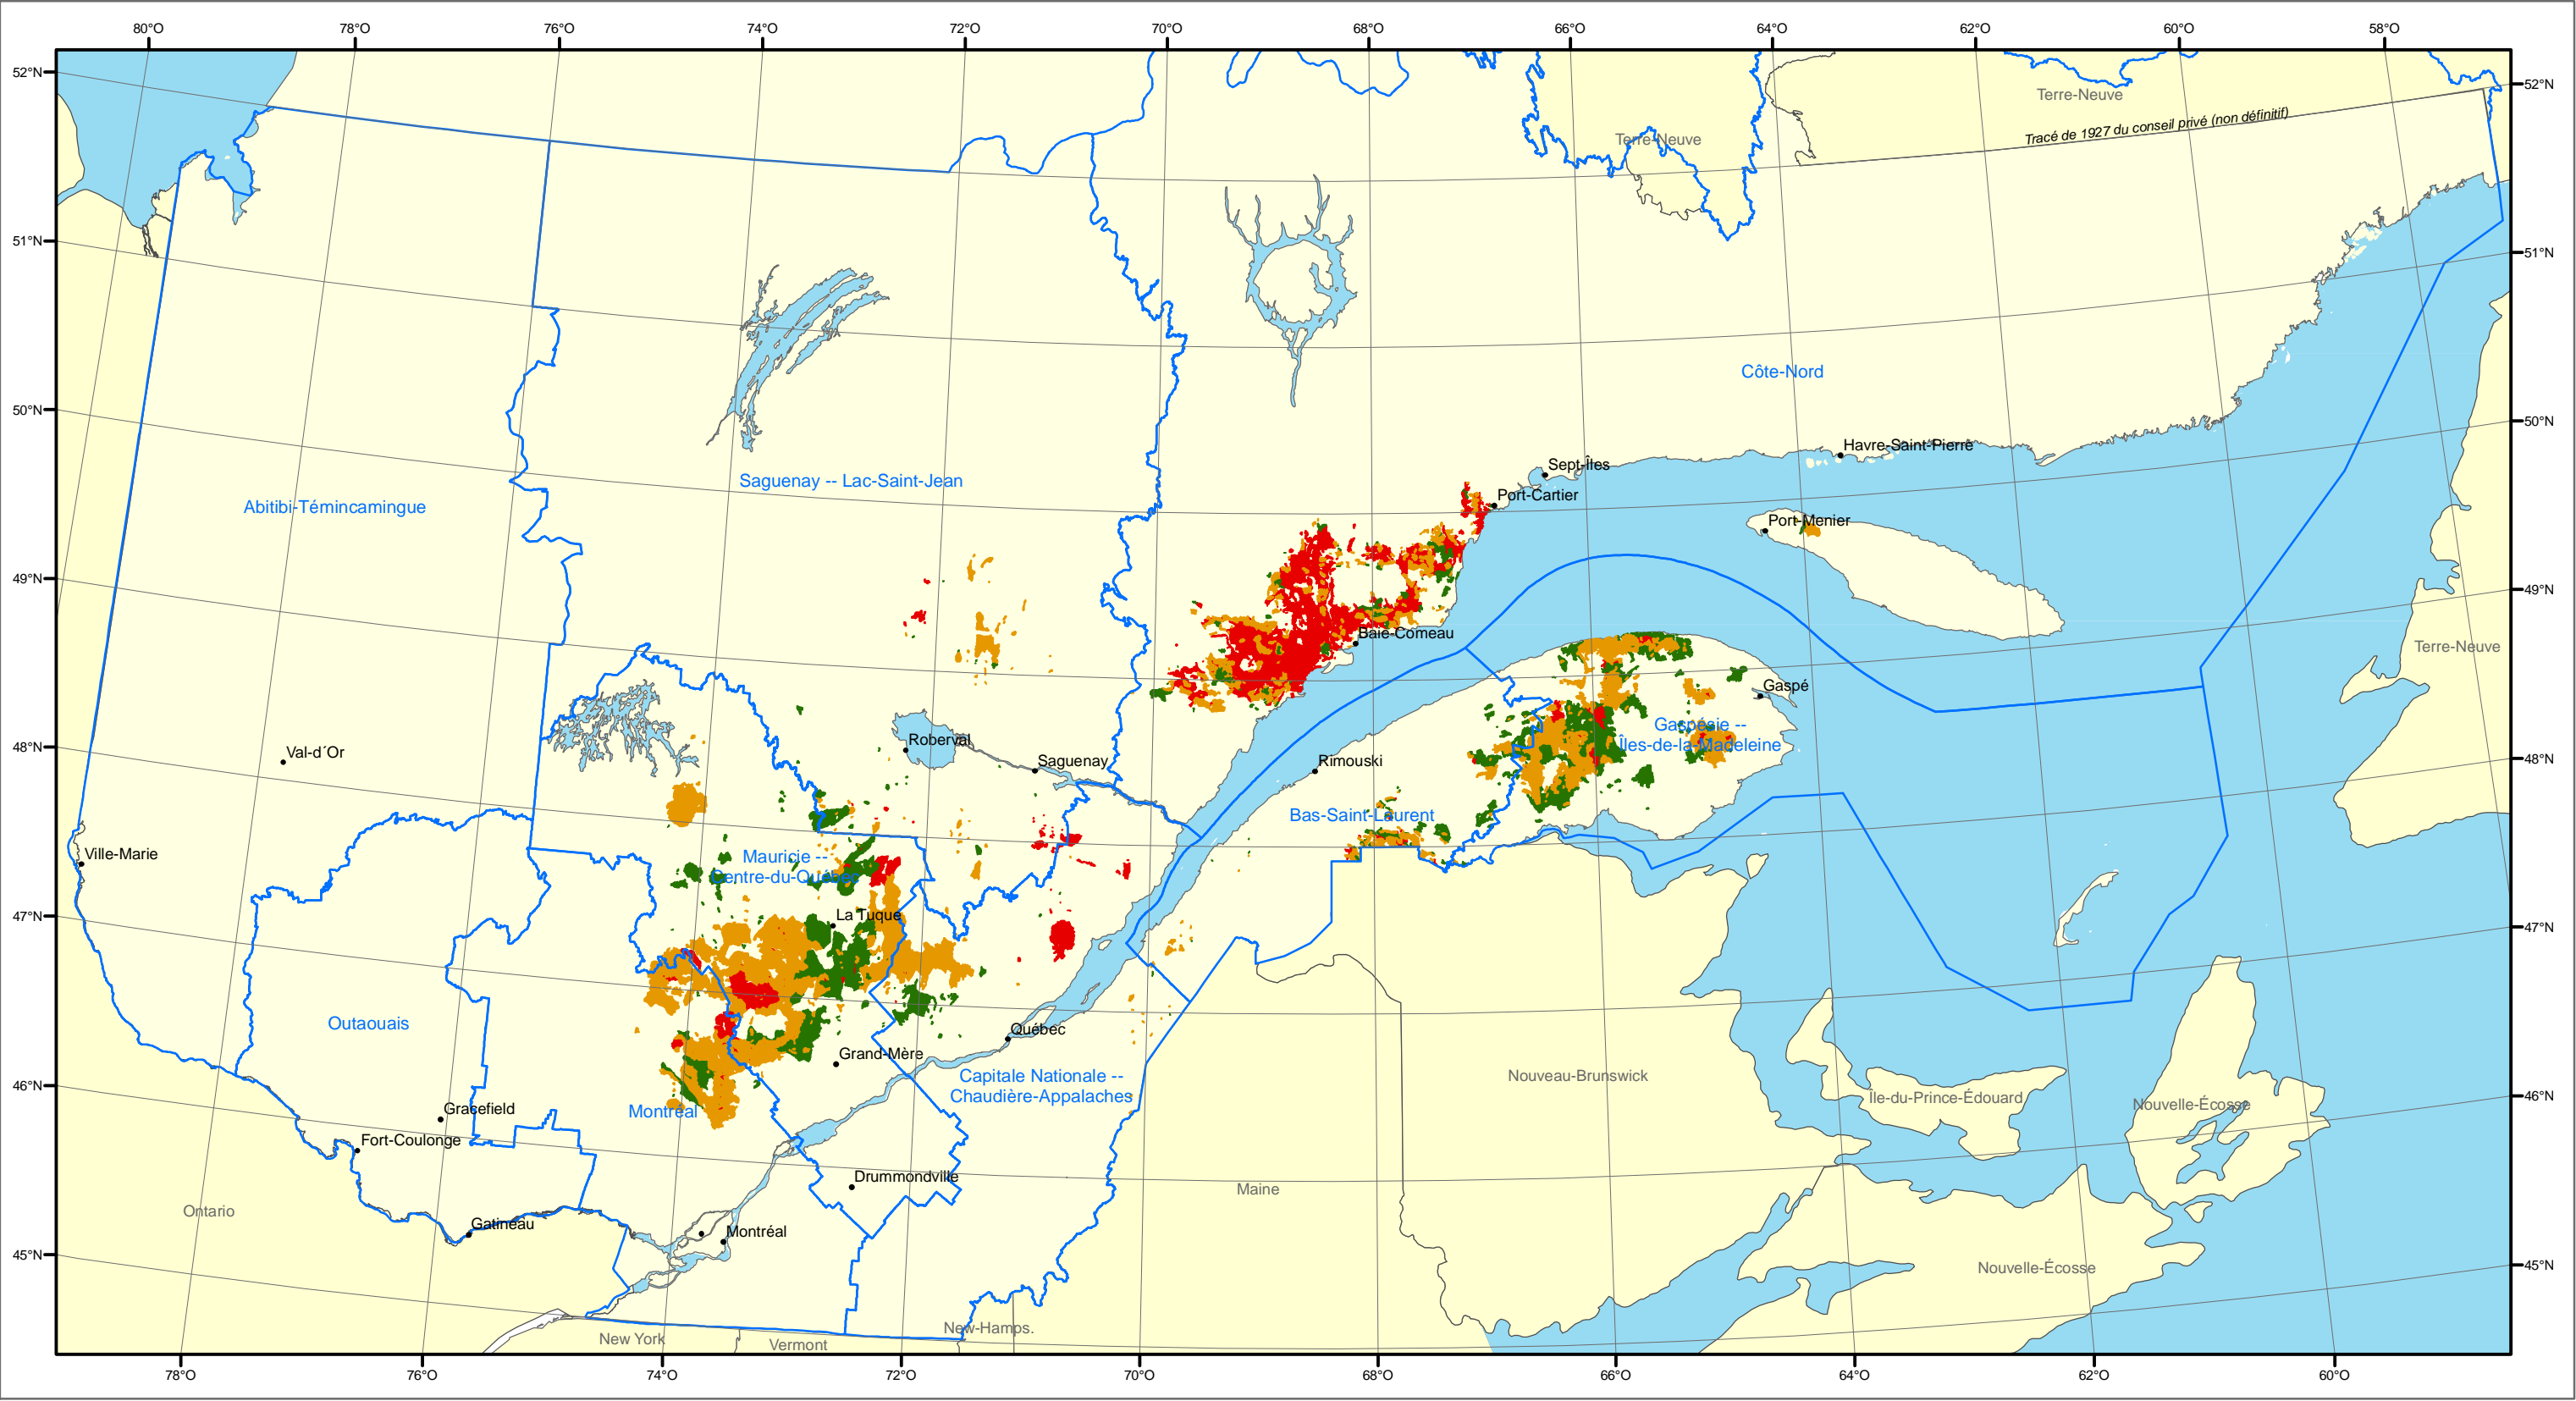 80°O 78°O 76°O 74°O 72°O 70°O 68°O 66°O 64°O 62°O 60°O 58°O
52°N
52°N
Terre-Neuve
Tracé de 1927 du conseil privé (non définitif)
Terre-Neuve
51°N
51°N
Côte-Nord
50°N
50°N
Havre-Saint-Pierre
Sept-Îles
Saguenay -- Lac-Saint-Jean
Port-Cartier
Abitibi-Témincamingue
Port-Menier
49°N
49°N
Baie-Comeau
Terre-Neuve
Gaspé
Gaspésie --
Îles-de-la-Madeleine
48°N
48°N
Val-d´Or
Roberval
Saguenay
Rimouski
Bas-Saint-Laurent
Ville-Marie
Mauricie --
Centre-du-Québec
47°N
47°N
La Tuque
Outaouais
Québec
Grand-Mère
46°N
46°N
Capitale Nationale --
Chaudière-Appalaches
Nouveau-Brunswick
Île-du-Prince-Édouard
Nouvelle-Écosse
Montréal
Gracefield
Fort-Coulonge
Drummondville
Maine
Ontario
Gatineau
Montréal
45°N
45°N
Nouvelle-Écosse
New-Hamps.
New York
Vermont
78°O 76°O 74°O 72°O 70°O 68°O 66°O 64°O 62°O 60°O